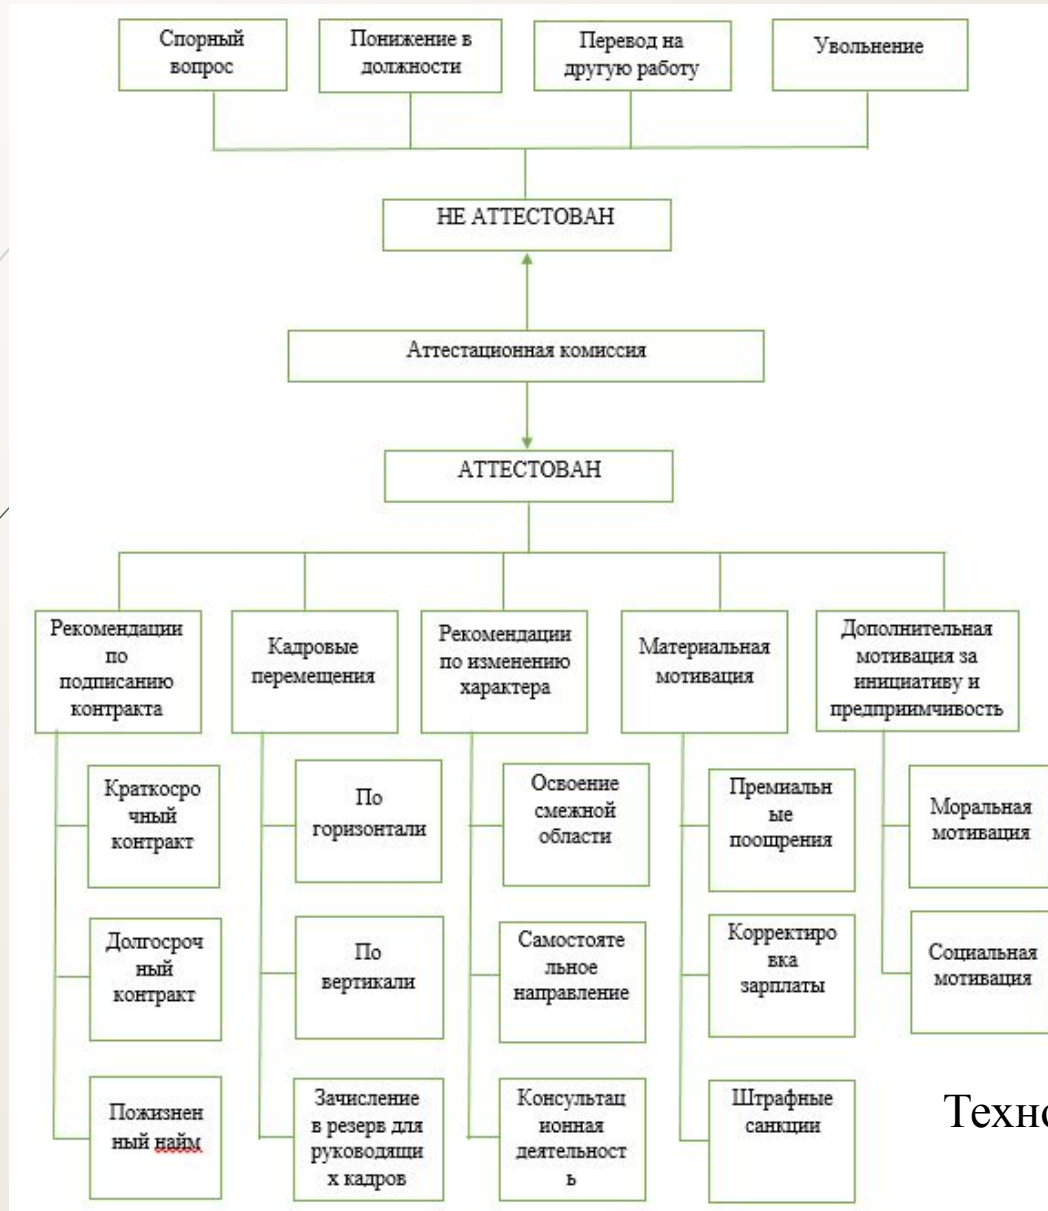 Спорный
вопрос
Понижение в
должности
Перевод на
другую работу
Увольнение
НЕ АТТЕСТОВАН
Аттестационная комиссия
АТТЕСТОВАН
Рекомендации
по
подписанию
контракта
Кадровые
перемещения
Рекомендации
по изменению
характера
Материальная
мотивация
Дополнительная
мотивация за
инициативу и
предприимчивость
Краткосро
чный
контракт
По
горизонтали
Освоение
смежной
области
Премиальн
ые
поощрения
Моральная
мотивация
Долгосроч
ный
контракт
По
вертикали
Самостояте
льное
направление
Корректиро
вка
зарплаты
Социальная
мотивация
Пожизнен
ный найм
Зачисление
в резерв для
руководящи
х кадров
Консультац
ионная
деятельност
ь
Штрафные
санкции
Техно